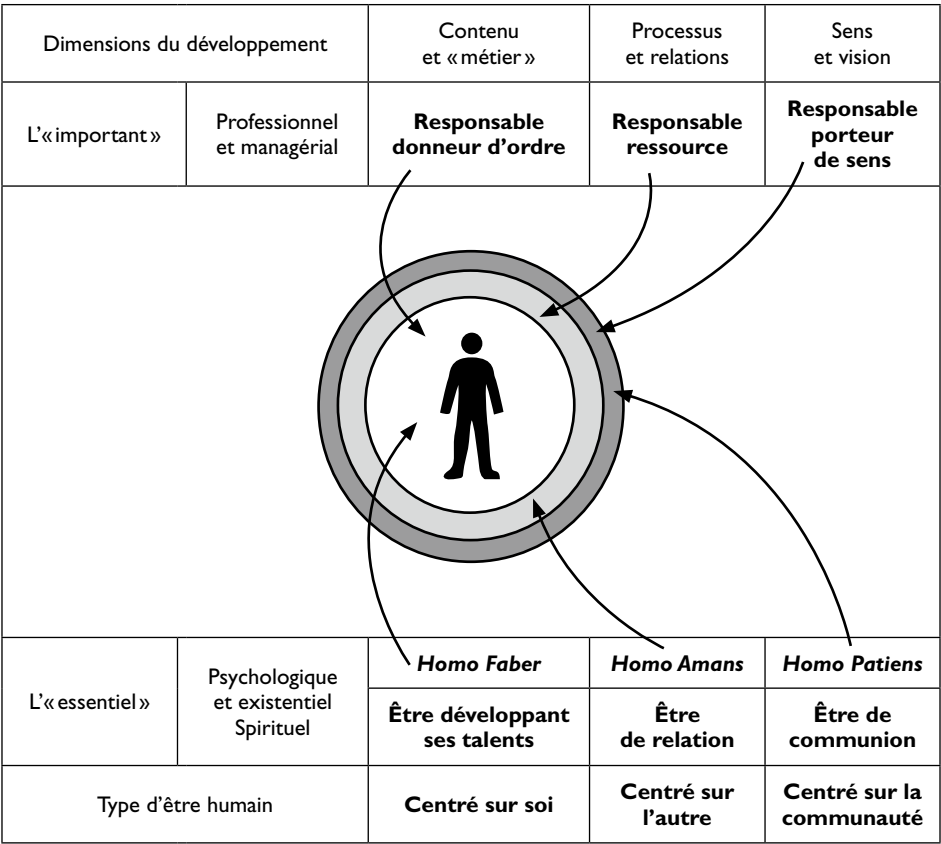 Dimensions du développement
Contenu
et « métier »
Processus
et relations
Sens
et vision
L'« important »
Professionnel
et managérial
Responsable
donneur d'ordre
Responsable
ressource
Responsable
porteur
de sens
L'« essentiel »
Psychologique
et existentiel
Spirituel
Homo Faber
Homo Amans
Homo Patiens
Être développant
ses talents
Être
de relation
Être de
communion
Type d'être humain
Centré sur soi
Centré sur
l'autre
Centré sur la
communauté